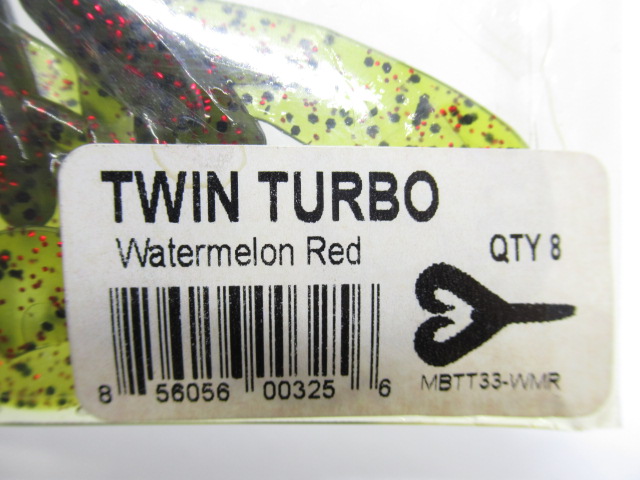 TWIN TURBO
Watermelon Red
QTY 8
8 56056 00325 6
MBTT33-WMR